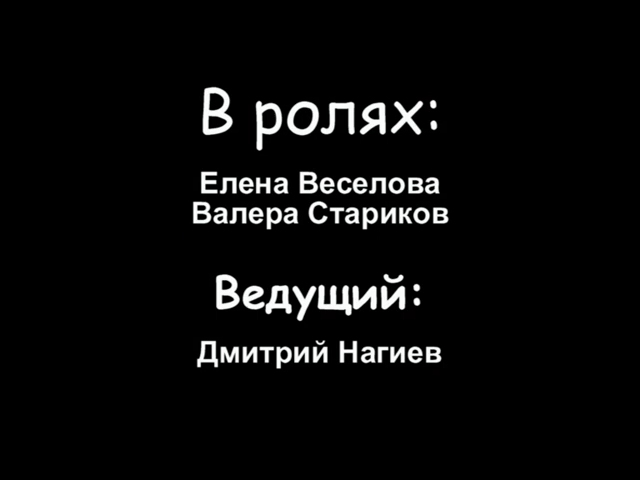 В ролях:
Елена Веселова
Валера Стариков
Ведущий:
Дмитрий Нагиев